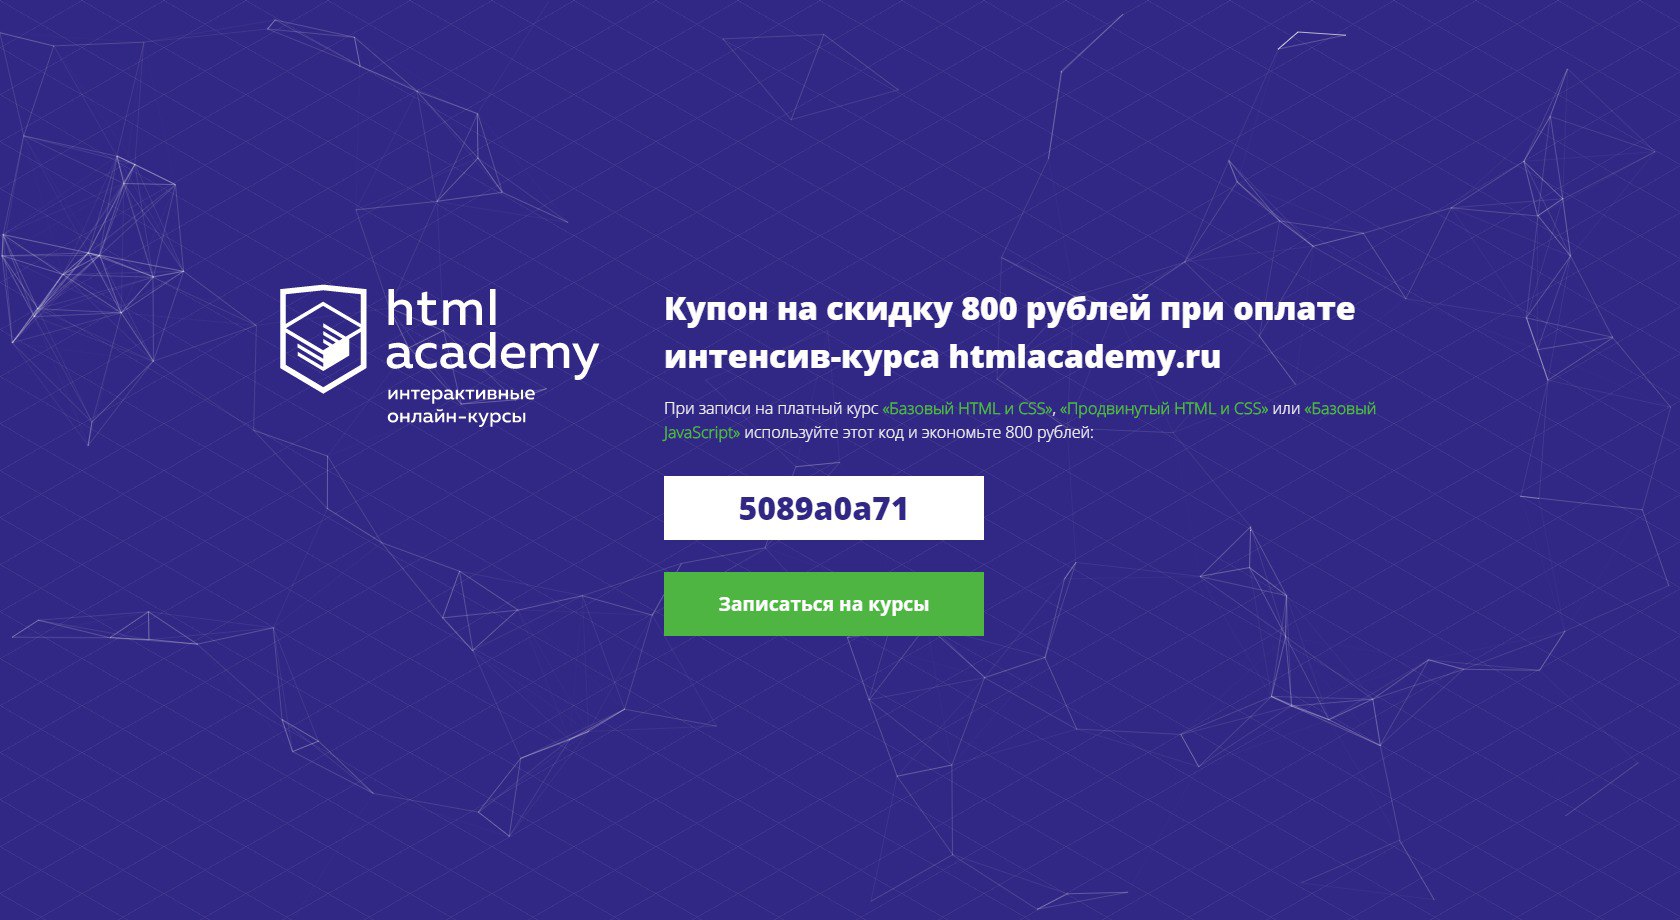 html
academy
интерактивные
онлайн-курсы
Купон на скидку 800 рублей при оплате
интенсив-курса htmlacademy.ru
При записи на платный курс «Базовый HTML и CSS», «Продвинутый HTML и CSS» или «Базовый
JavaScript» используйте этот код и экономьте 800 рублей:
5089a0a71
Записаться на курсы